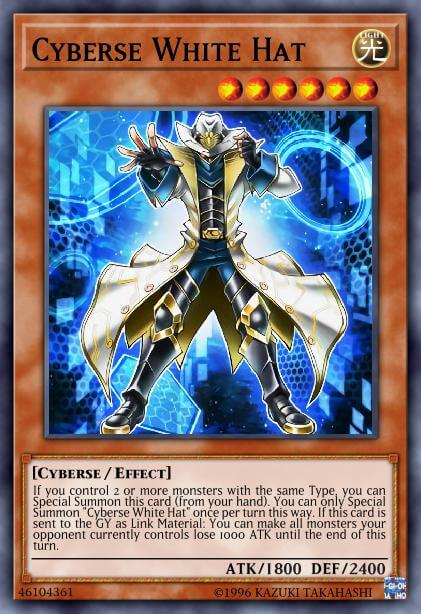 Cyberse White Hat
LIGHT
光
[Cyberse / Effect]
If you control 2 or more monsters with the same Type, you can
Special Summon this card (from your hand). You can only Special
Summon "Cyberse White Hat" once per turn this way. If this card is
sent to the GY as Link Material: You can make all monsters your
opponent currently controls lose 1000 ATK until the end of this
turn.
ATK/1800 DEF/2400
46104361
©1996 KAZUKI TAKAHASHI